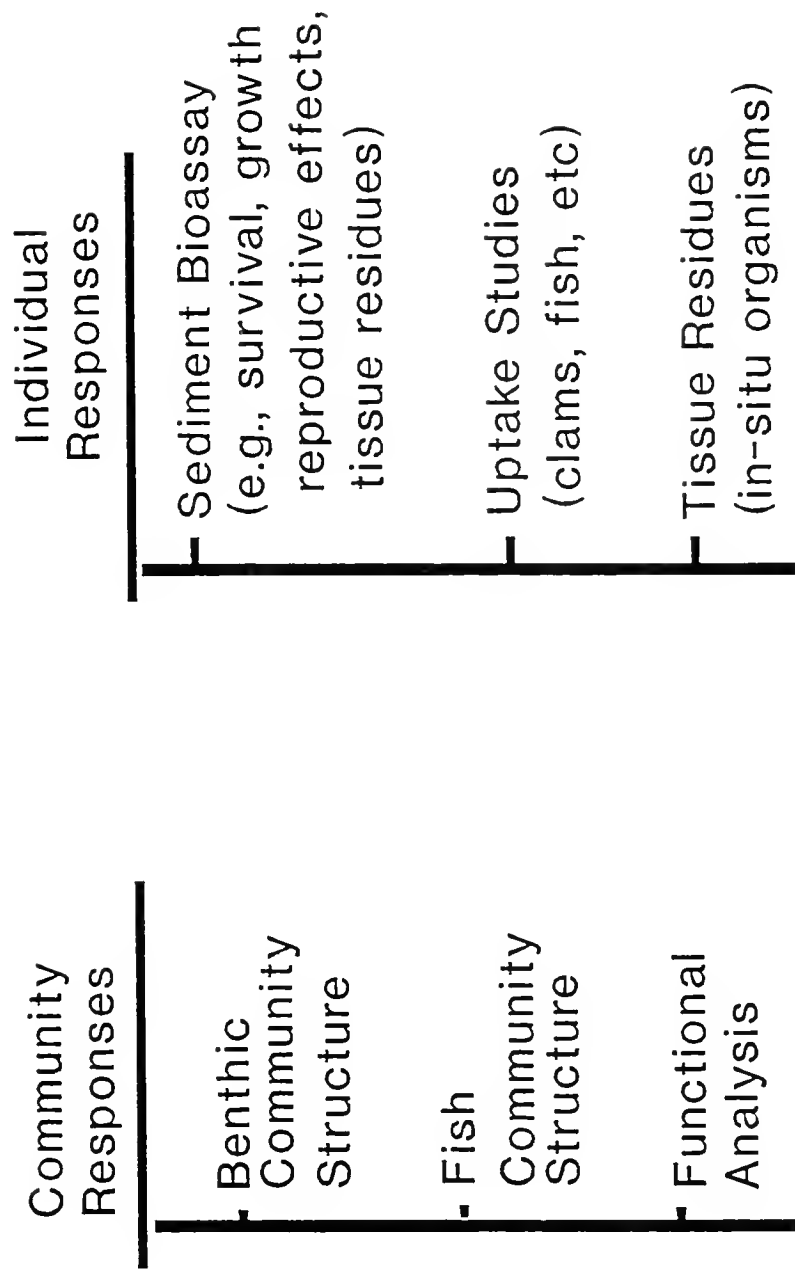 Community
Responses
Benthic
Community
Structure
Fish
Community
Structure
Functional
Analysis
Individual
Responses
Sediment Bioassay
(e.g., survival, growth
reproductive effects,
tissue residues)
Uptake Studies
(clams, fish, etc)
Tissue Residues
(in-situ organisms)